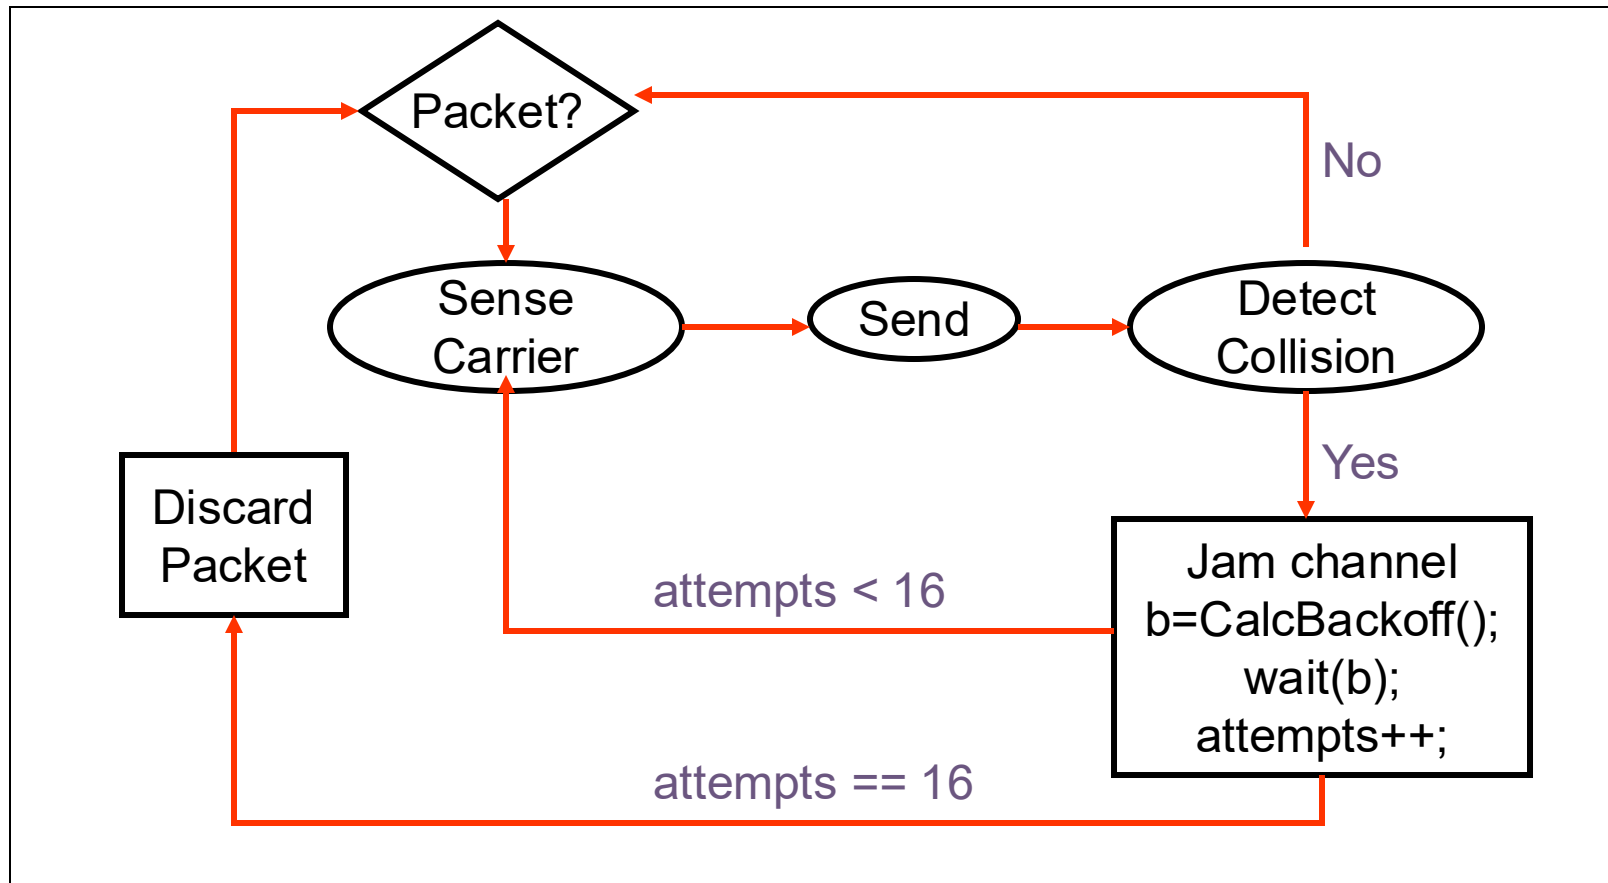 Packet?
No
Sense
Carrier
Send
Detect
Collision
Yes
Discard
Packet
attempts < 16
Jam channel
b=CalcBackoff();
wait(b);
attempts++;
attempts == 16